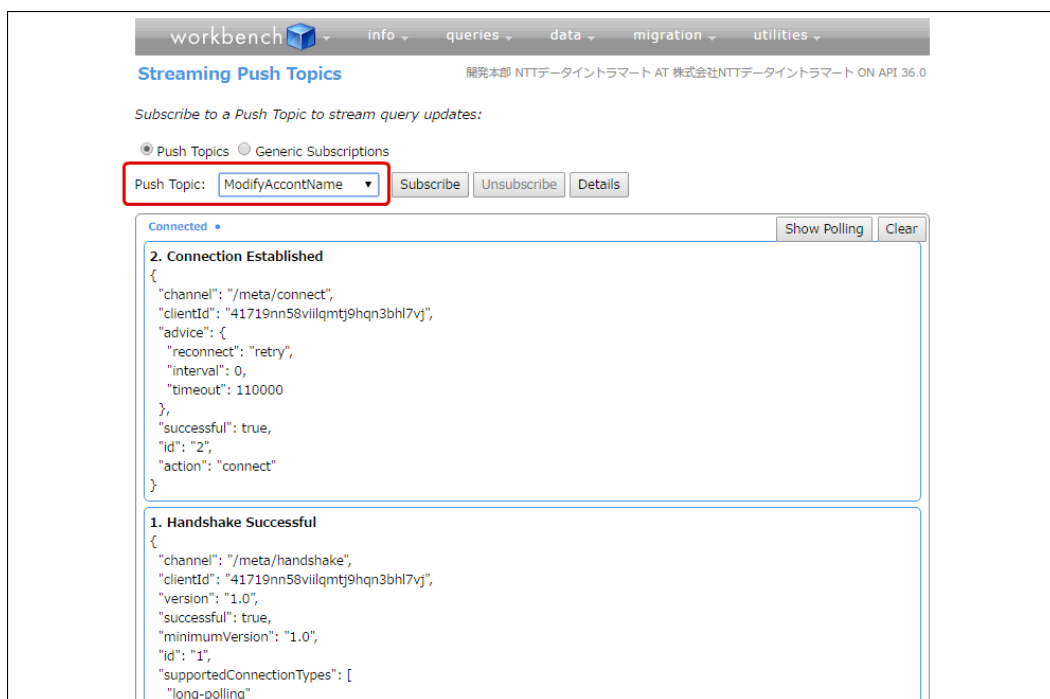 workbench info queries data migration utilities
Streaming Push Topics
開発本部 NTTデータイントラマート AT 株式会社NTTデータイントラマート ON API 36.0
Subscribe to a Push Topic to stream query updates:
Push Topics Generic Subscriptions
Push Topic: ModifyAccontName Subscribe Unsubscribe Details
Connected Show Polling Clear
2. Connection Established
{
"channel": "/meta/connect",
"clientId": "41719nn58viilqmtj9hqn3bhl7vj",
"advice": {
"reconnect": "retry",
"interval": 0,
"timeout": 110000
},
"successful": true,
"id": "2",
"action": "connect"
}
1. Handshake Successful
{
"channel": "/meta/handshake",
"clientId": "41719nn58viilqmtj9hqn3bhl7vj",
"version": "1.0",
"successful": true,
"minimumVersion": "1.0",
"id": "1",
"supportedConnectionTypes": [
"long-polling"